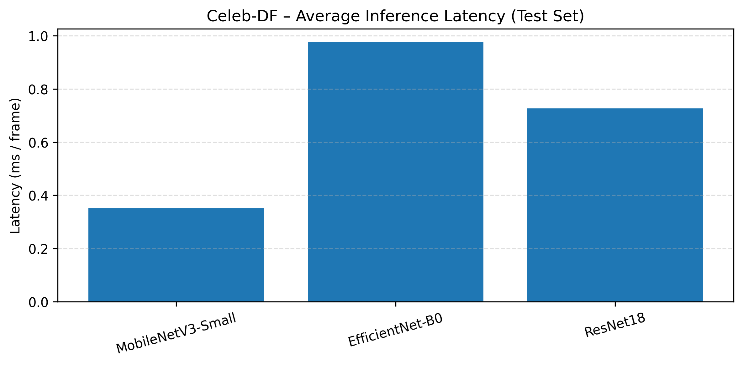 Celeb-DF – Average Inference Latency (Test Set)
Latency (ms / frame)
1.0
0.8
0.6
0.4
0.2
0.0
MobileNetV3-Small
EfficientNet-B0
ResNet18